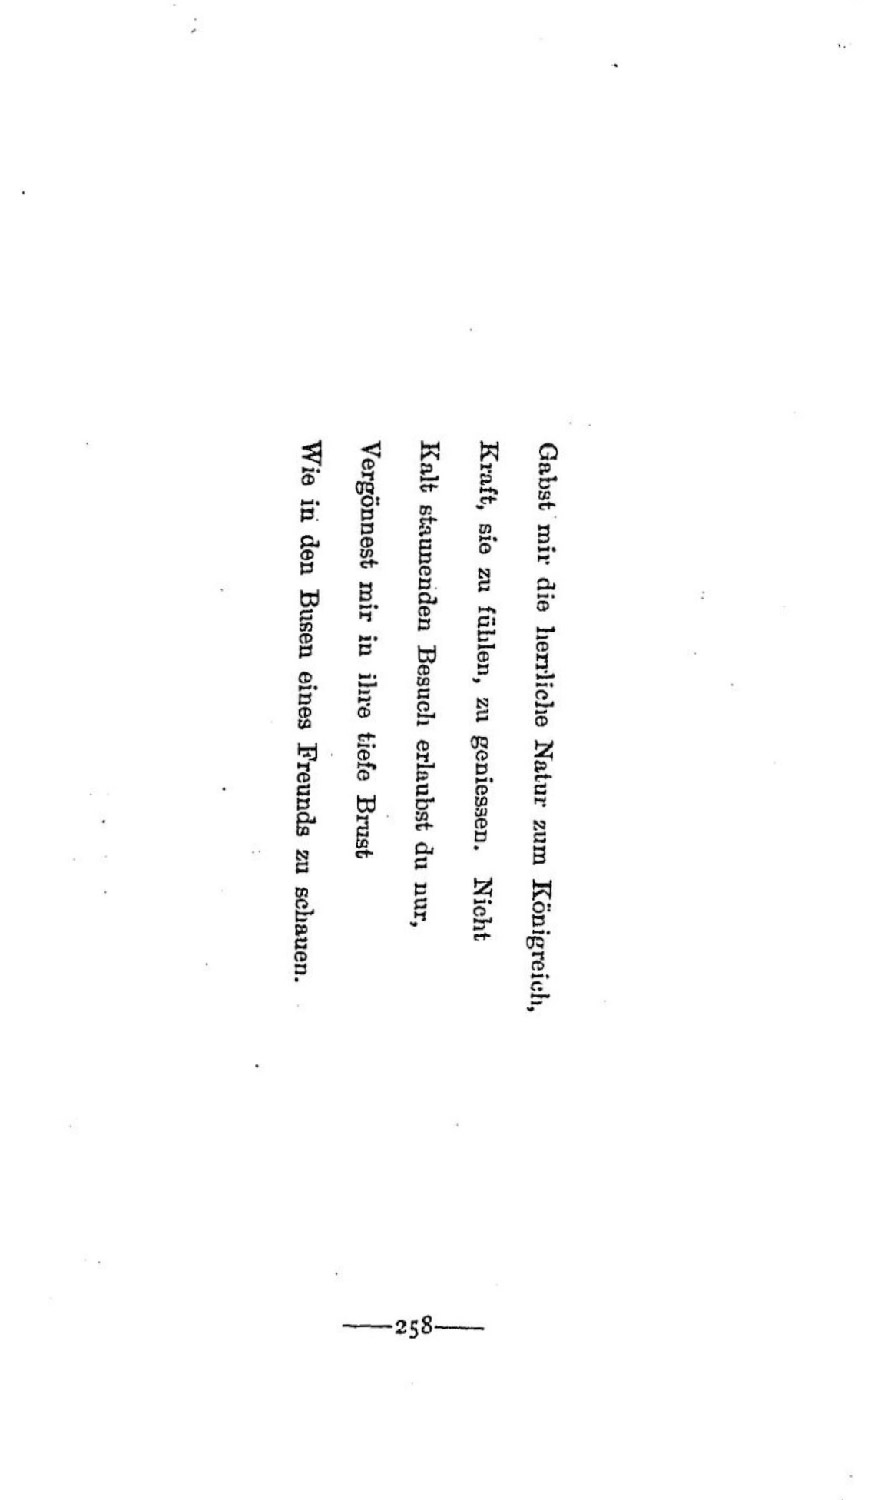 Gabst mir die herrliche Natur zum Königreich,
Kraft, sie zu fühlen, zu geniessen. Nicht
Kalt staunenden Besuch erlaubst du nur,
Vergönnest mir in ihre tiefe Brust
Wie in den Busen eines Freunds zu schauen.
—258—